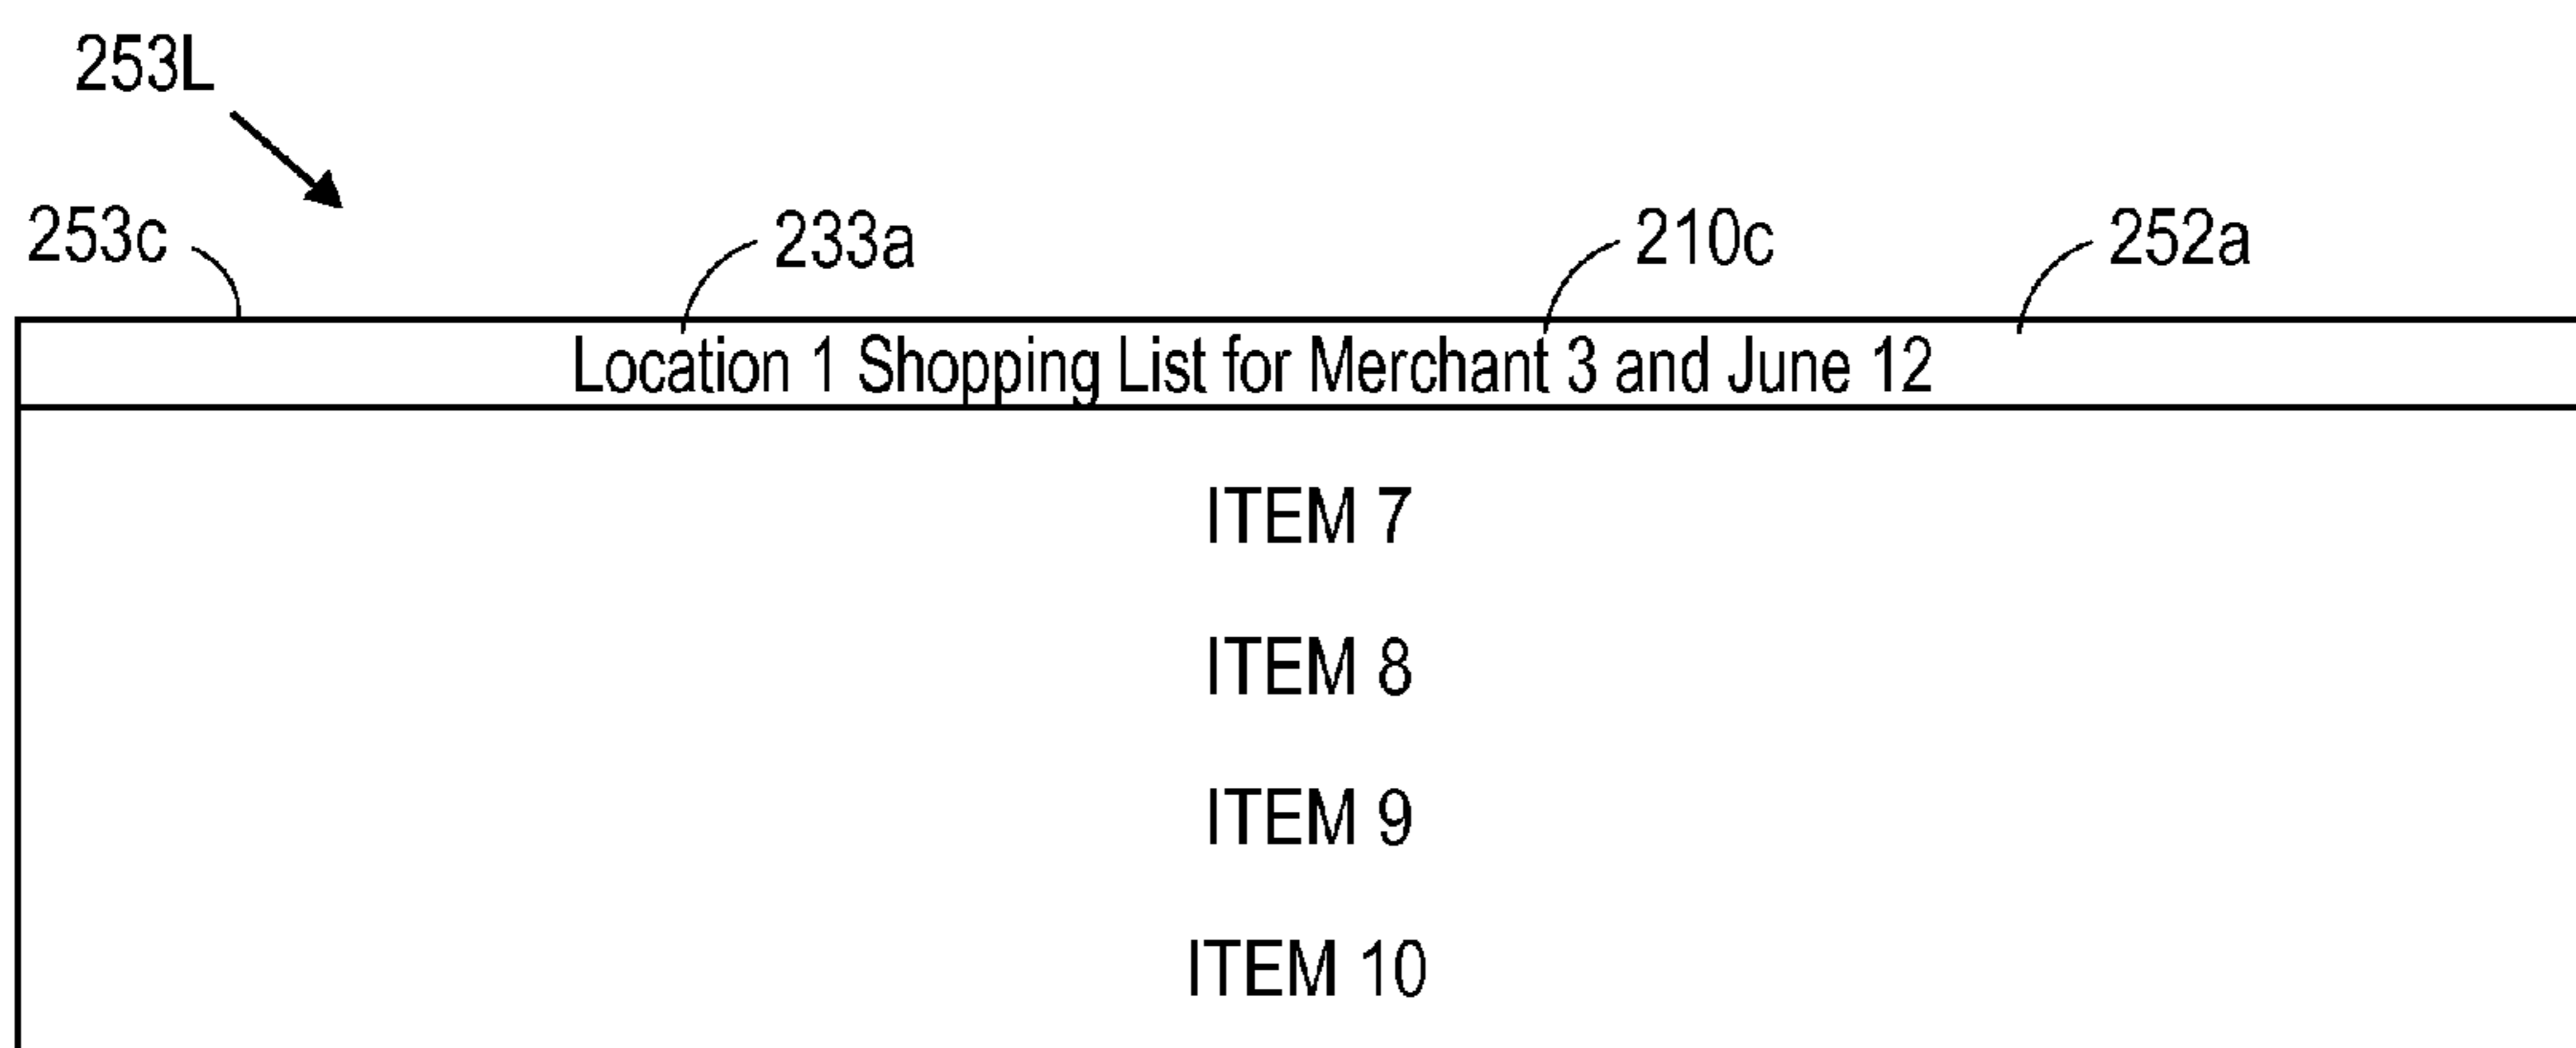 253L
253c 233a 210c 252a
Location 1 Shopping List for Merchant 3 and June 12
ITEM 7
ITEM 8
ITEM 9
ITEM 10